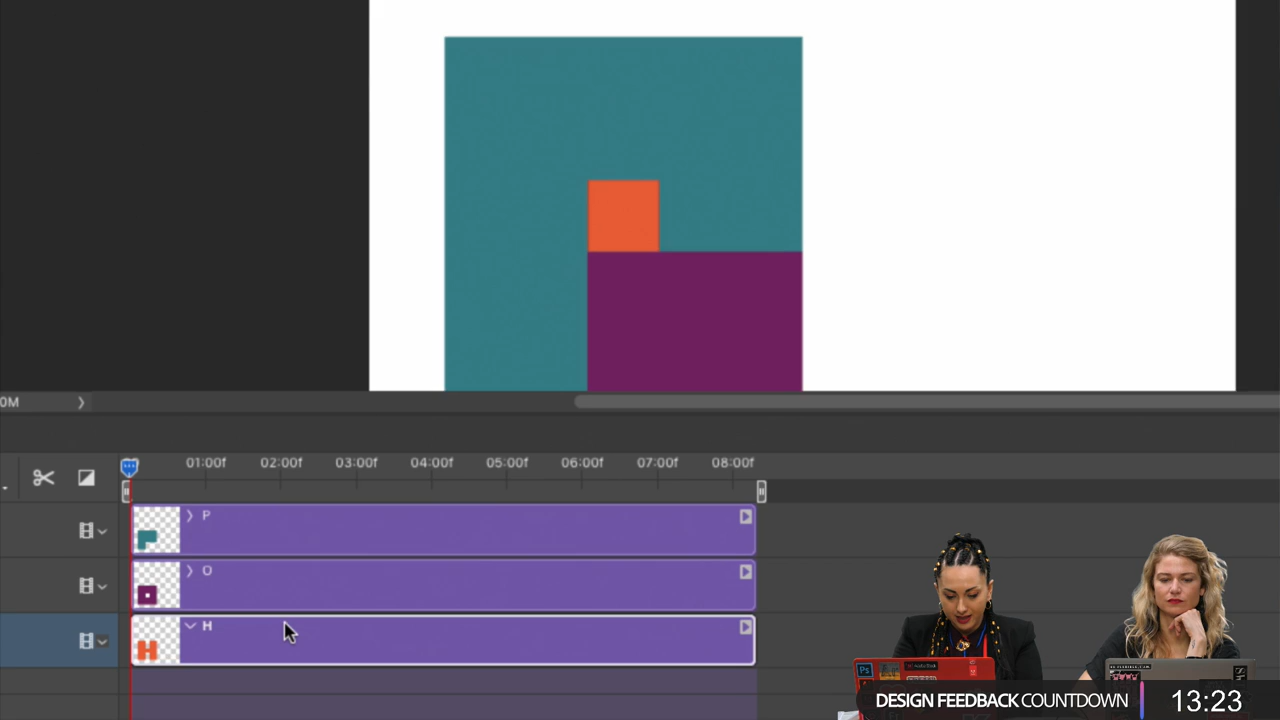 0M
01:00f 02:00f 03:00f 04:00f 05:00f 06:00f 07:00f 08:00f
P
O
H
Ps
DESIGN FEEDBACK COUNTDOWN 13:23